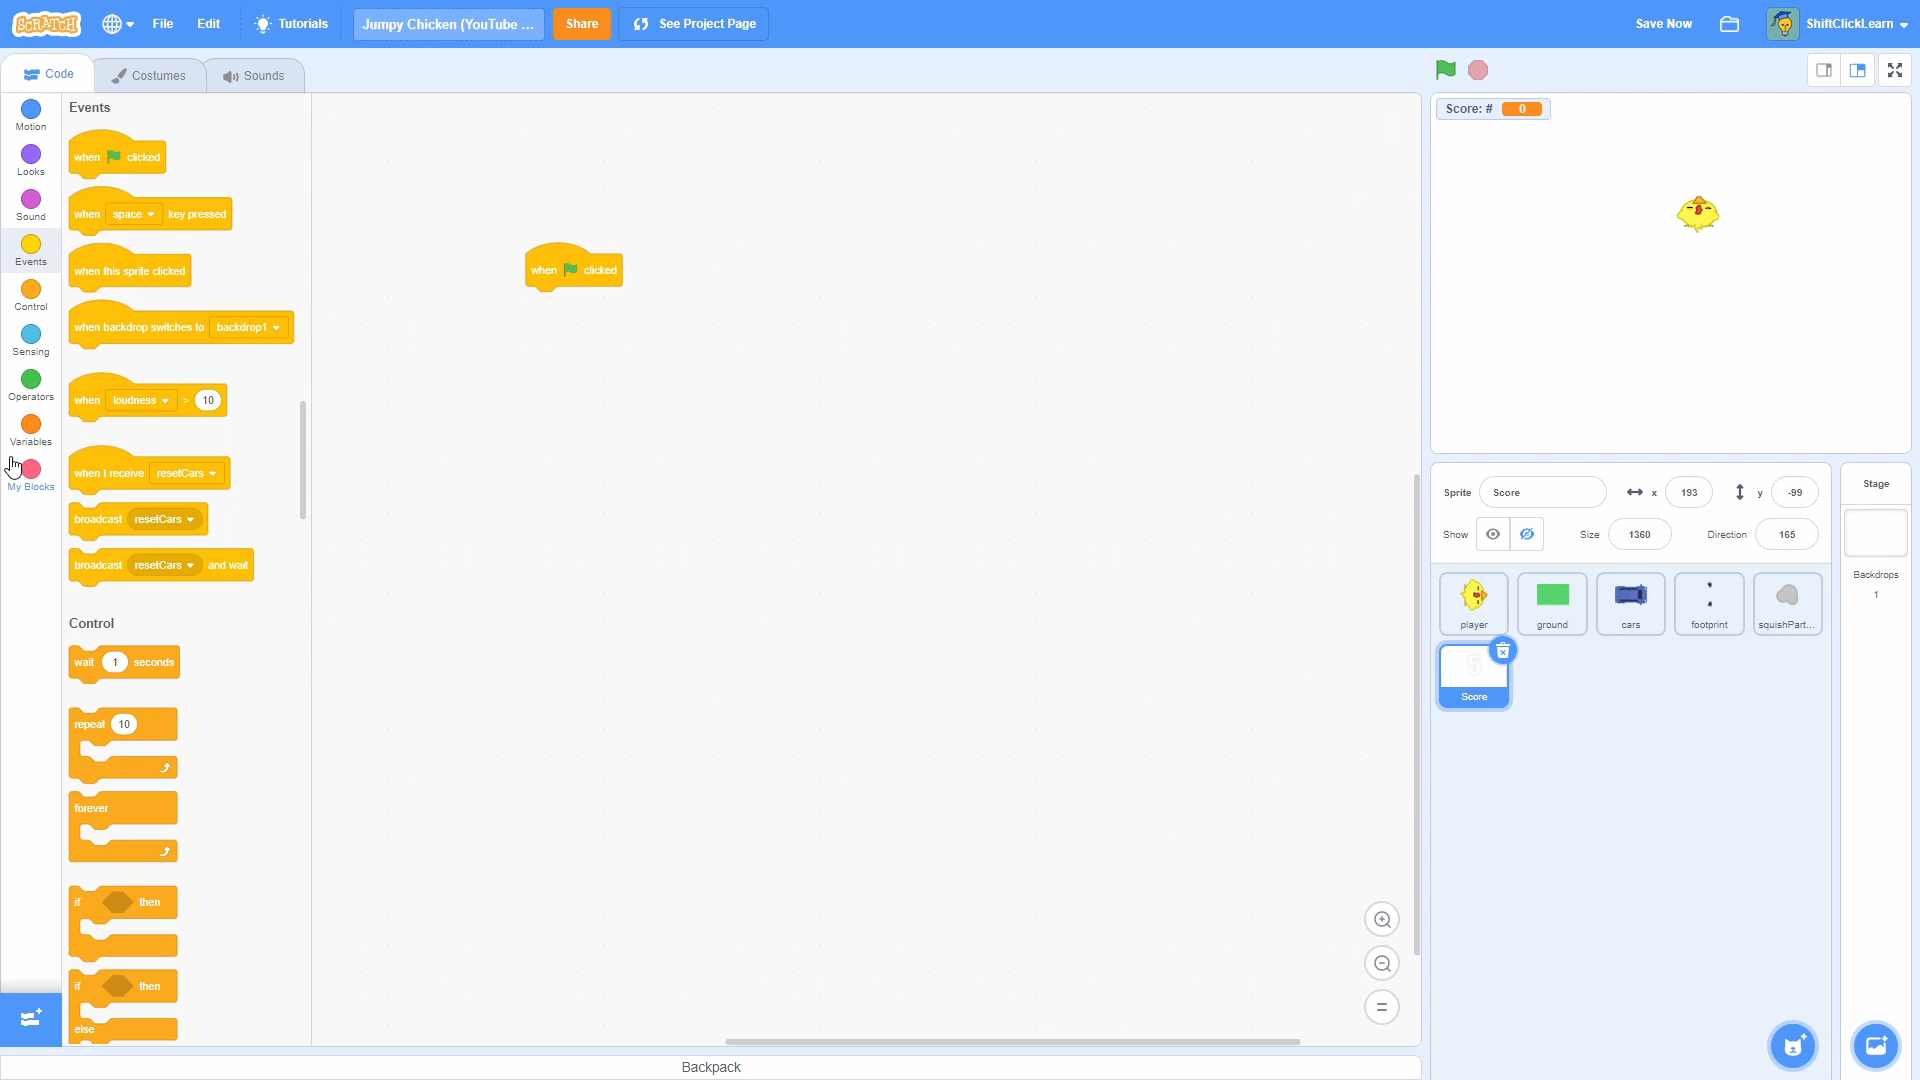 SCRATCH File Edit Tutorials Jumpy Chicken (YouTube ... Share See Project Page Save Now ShiftClickLearn
Code Costumes Sounds
Motion
Looks
Sound
Events
Control
Sensing
Operators
Variables
My Blocks
Events
when clicked
when space key pressed
when this sprite clicked
when backdrop switches to backdrop1
when loudness > 10
when I receive resetCars
broadcast resetCars
broadcast resetCars and wait
Control
wait 1 seconds
repeat 10
forever
if then
if then
else
when clicked
Score: # 0
Sprite Score x 193 y -99
Show Size 1360 Direction 165
player ground cars footprint squishPart...
5
Score
Stage
Backdrops
1
Backpack